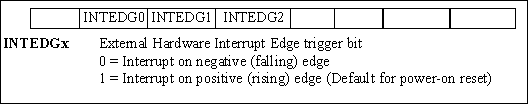 INTEDG0 INTEDG1 INTEDG2
INTEDGx External Hardware Interrupt Edge trigger bit
0 = Interrupt on negative (falling) edge
1 = Interrupt on positive (rising) edge (Default for power-on reset)